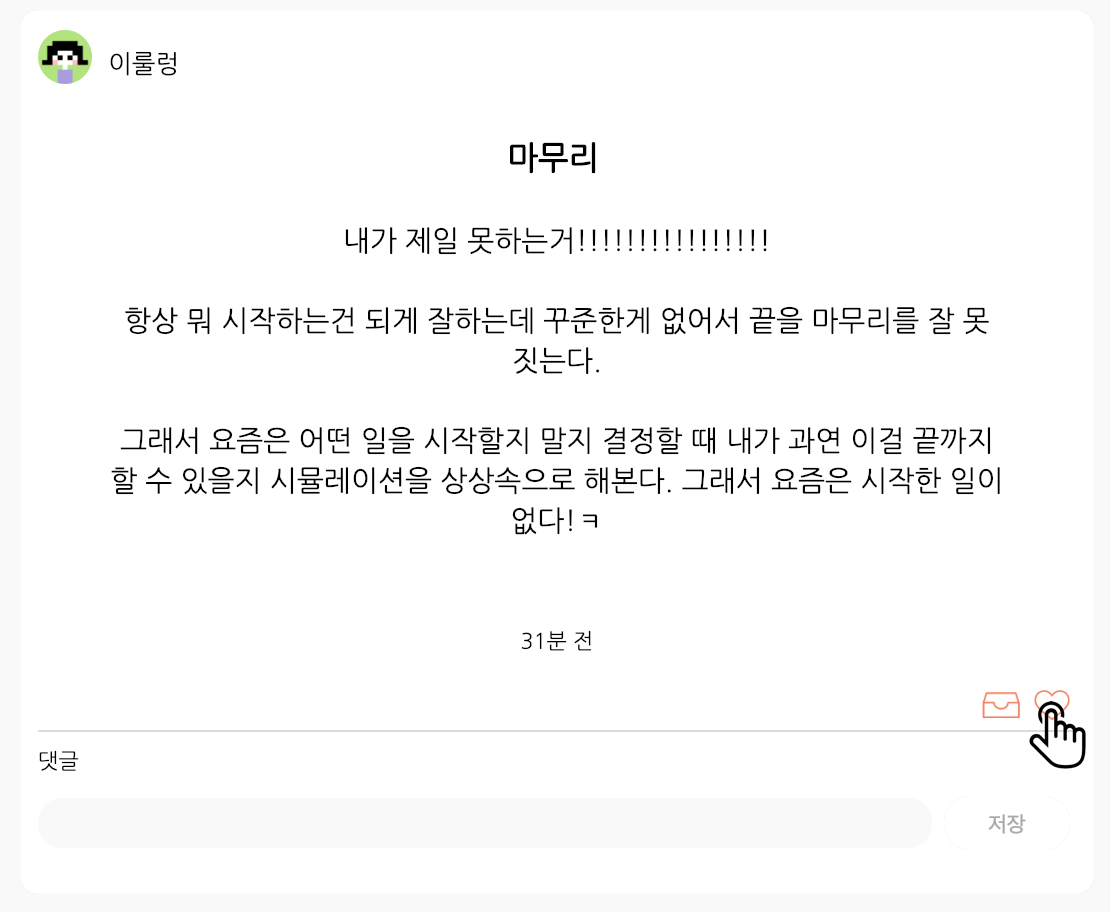 이룰렁
마무리
내가 제일 못하는거!!!!!!!!!!!!!!!!
항상 뭐 시작하는건 되게 잘하는데 꾸준한게 없어서 끝을 마무리를 잘 못
짓는다.
그래서 요즘은 어떤 일을 시작할지 말지 결정할 때 내가 과연 이걸 끝까지
할 수 있을지 시뮬레이션을 상상속으로 해본다. 그래서 요즘은 시작한 일이
없다!ㅋ
31분 전
댓글
저장